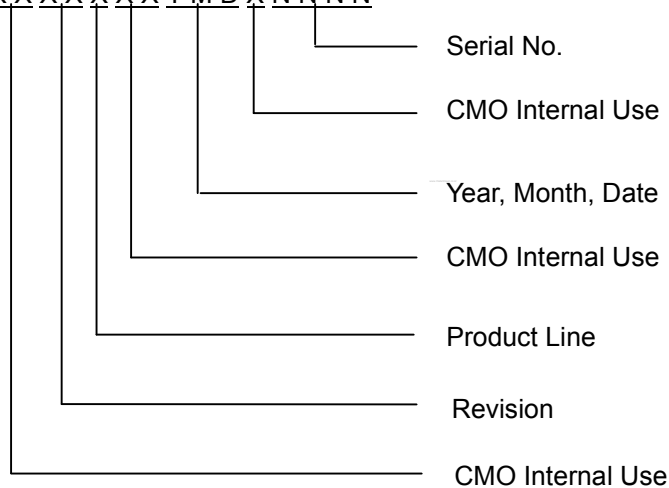 X X X X X X X Y M D X N N N N
Serial No.
CMO Internal Use
Year, Month, Date
CMO Internal Use
Product Line
Revision
CMO Internal Use